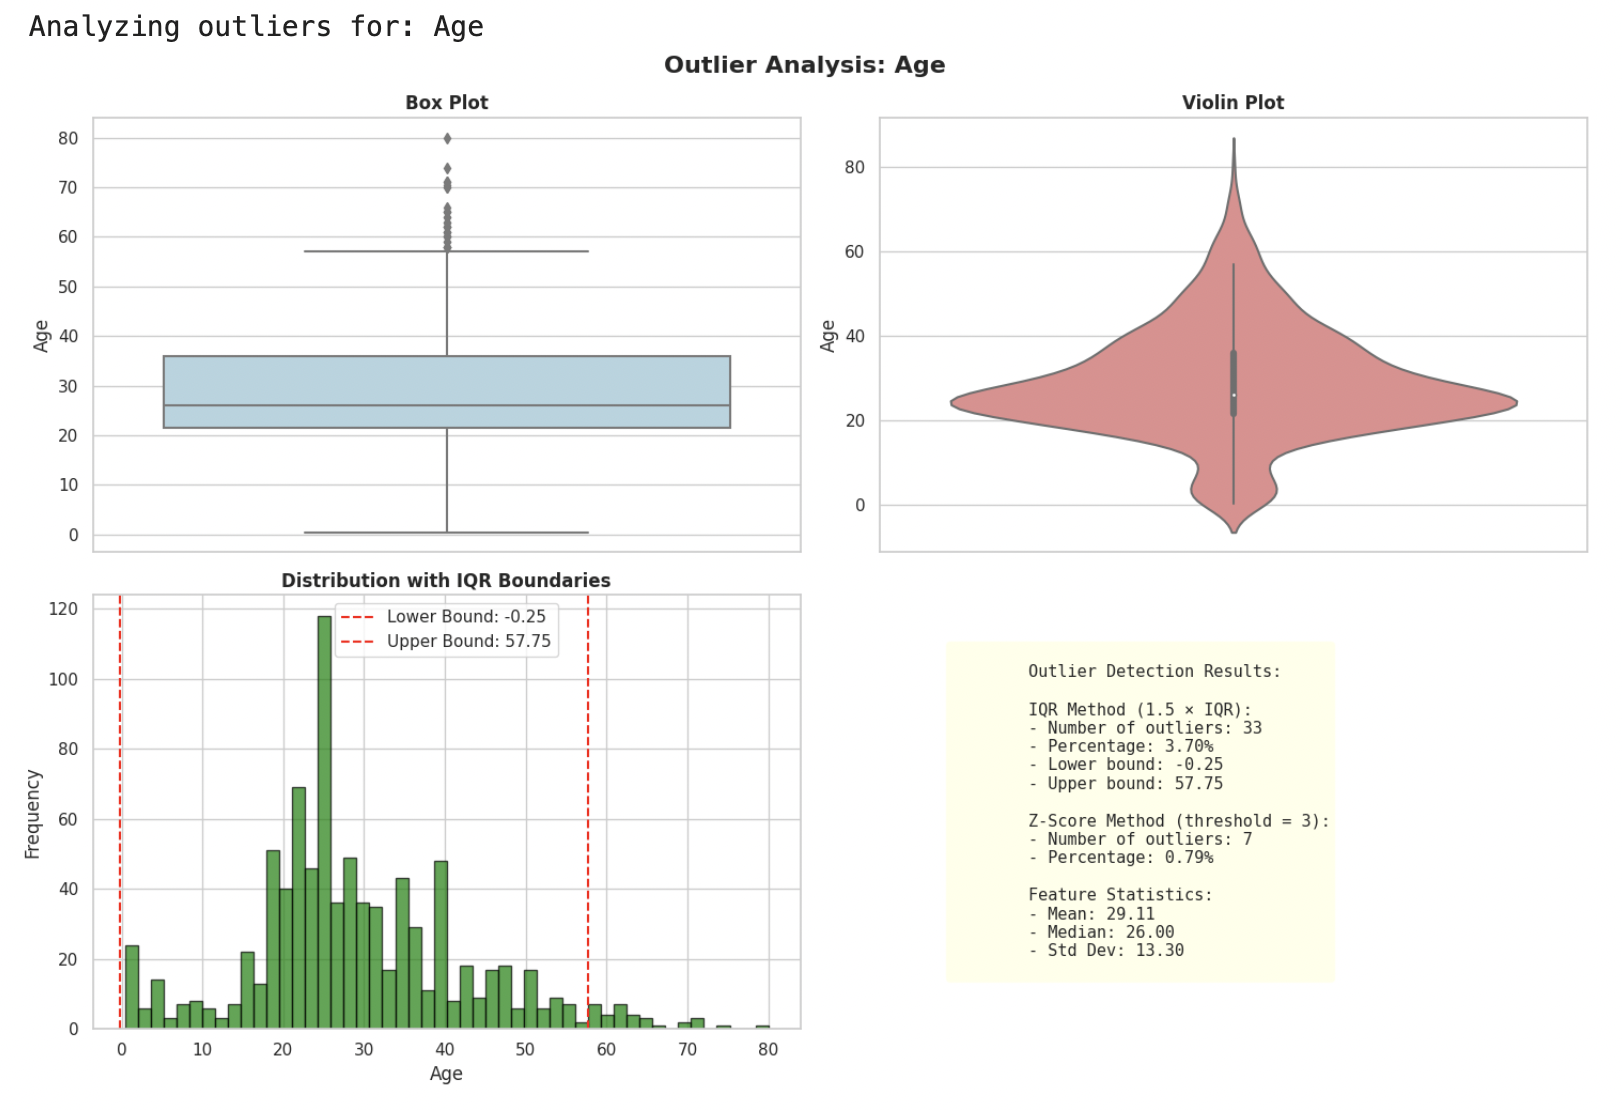 Analyzing outliers for: Age
Outlier Analysis: Age
Box Plot
80
70
60
50
40
30
20
10
0
Age
Violin Plot
80
60
40
20
0
Age
Distribution with IQR Boundaries
Lower Bound: -0.25
Upper Bound: 57.75
120
100
80
60
40
20
0
Frequency
0 10 20 30 40 50 60 70 80
Age
Outlier Detection Results:
IQR Method (1.5 × IQR):
- Number of outliers: 33
- Percentage: 3.70%
- Lower bound: -0.25
- Upper bound: 57.75
Z-Score Method (threshold = 3):
- Number of outliers: 7
- Percentage: 0.79%
Feature Statistics:
- Mean: 29.11
- Median: 26.00
- Std Dev: 13.30